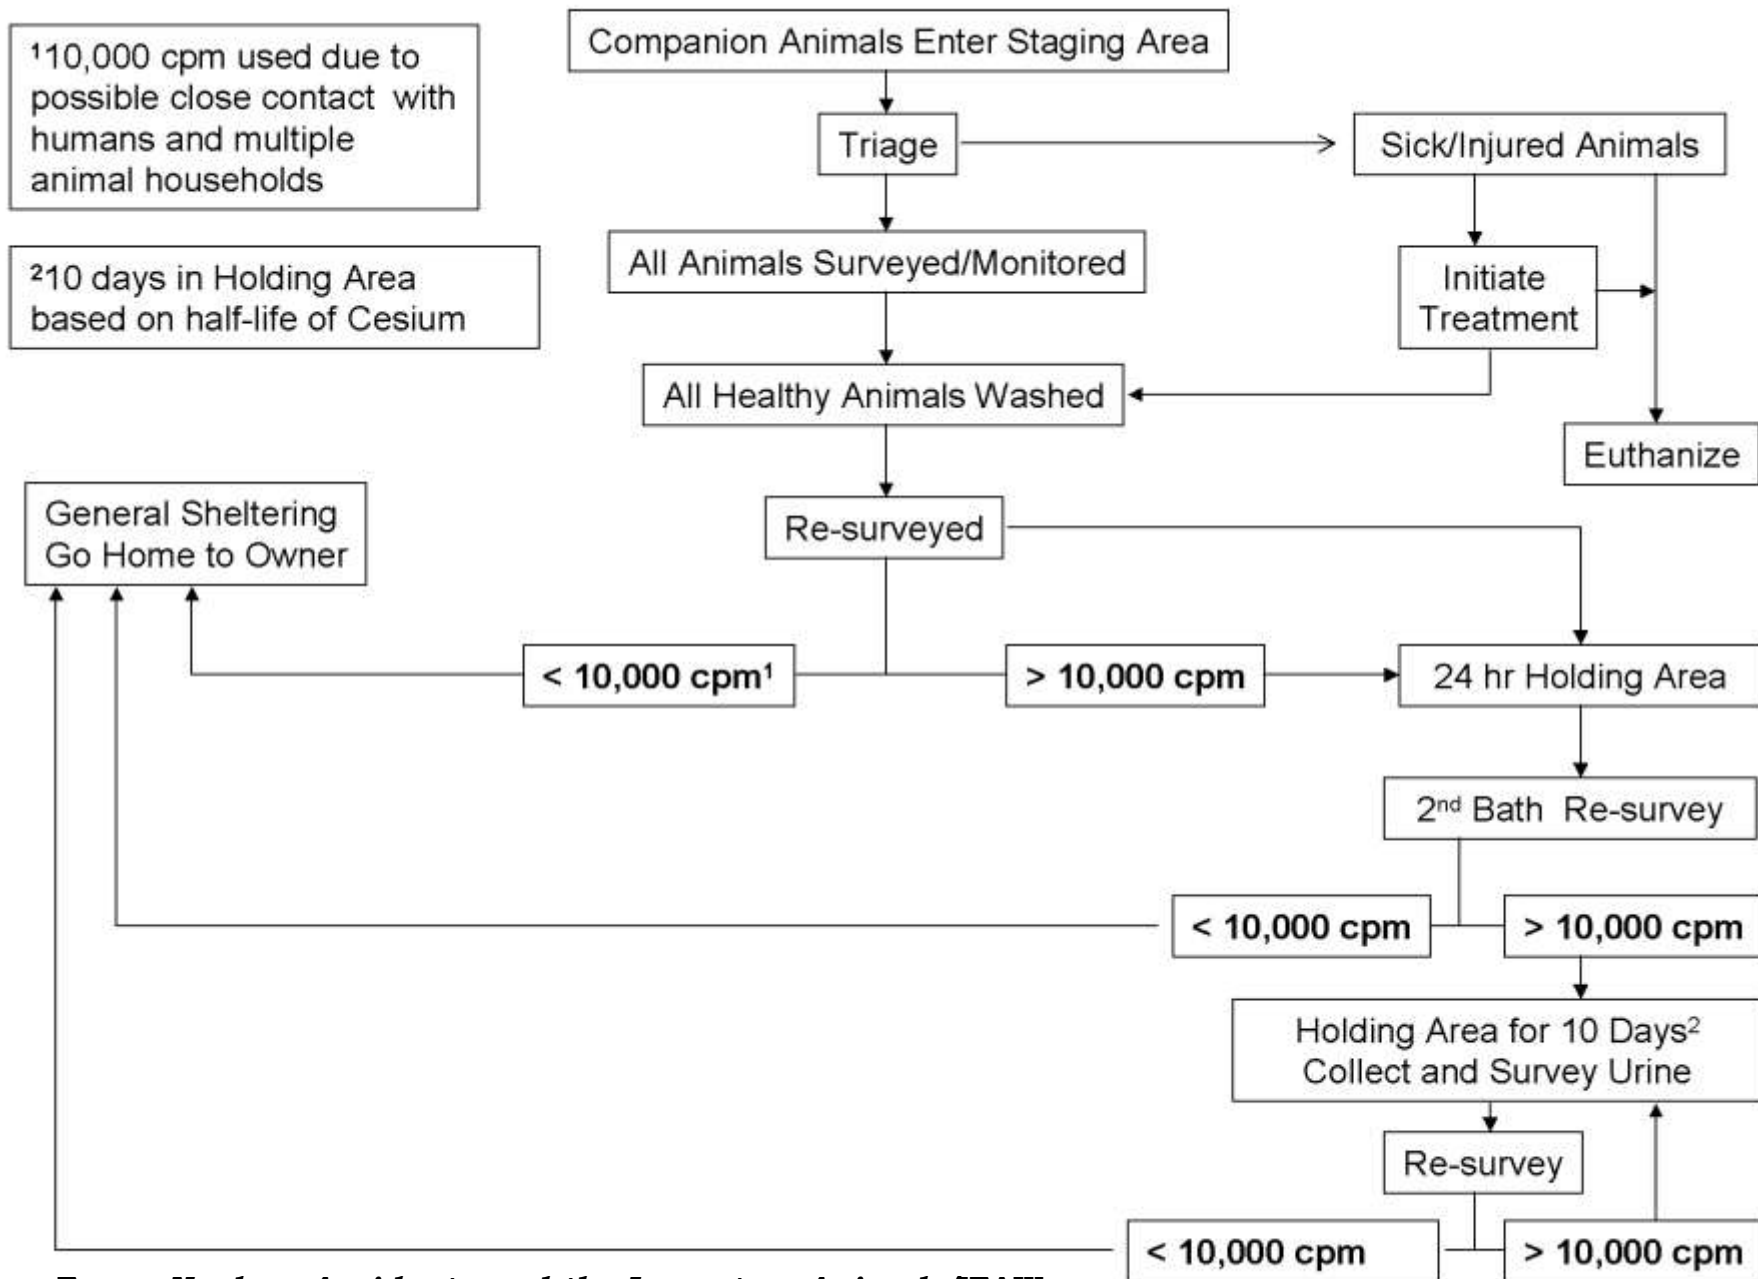 ¹10,000 cpm used due to
possible close contact with
humans and multiple
animal households
²10 days in Holding Area
based on half-life of Cesium
Companion Animals Enter Staging Area
Triage
Sick/Injured Animals
All Animals Surveyed/Monitored
Initiate
Treatment
All Healthy Animals Washed
Euthanize
General Sheltering
Go Home to Owner
Re-surveyed
< 10,000 cpm¹
> 10,000 cpm
24 hr Holding Area
2nd Bath Re-survey
< 10,000 cpm
> 10,000 cpm
Holding Area for 10 Days²
Collect and Survey Urine
Re-survey
< 10,000 cpm
> 10,000 cpm